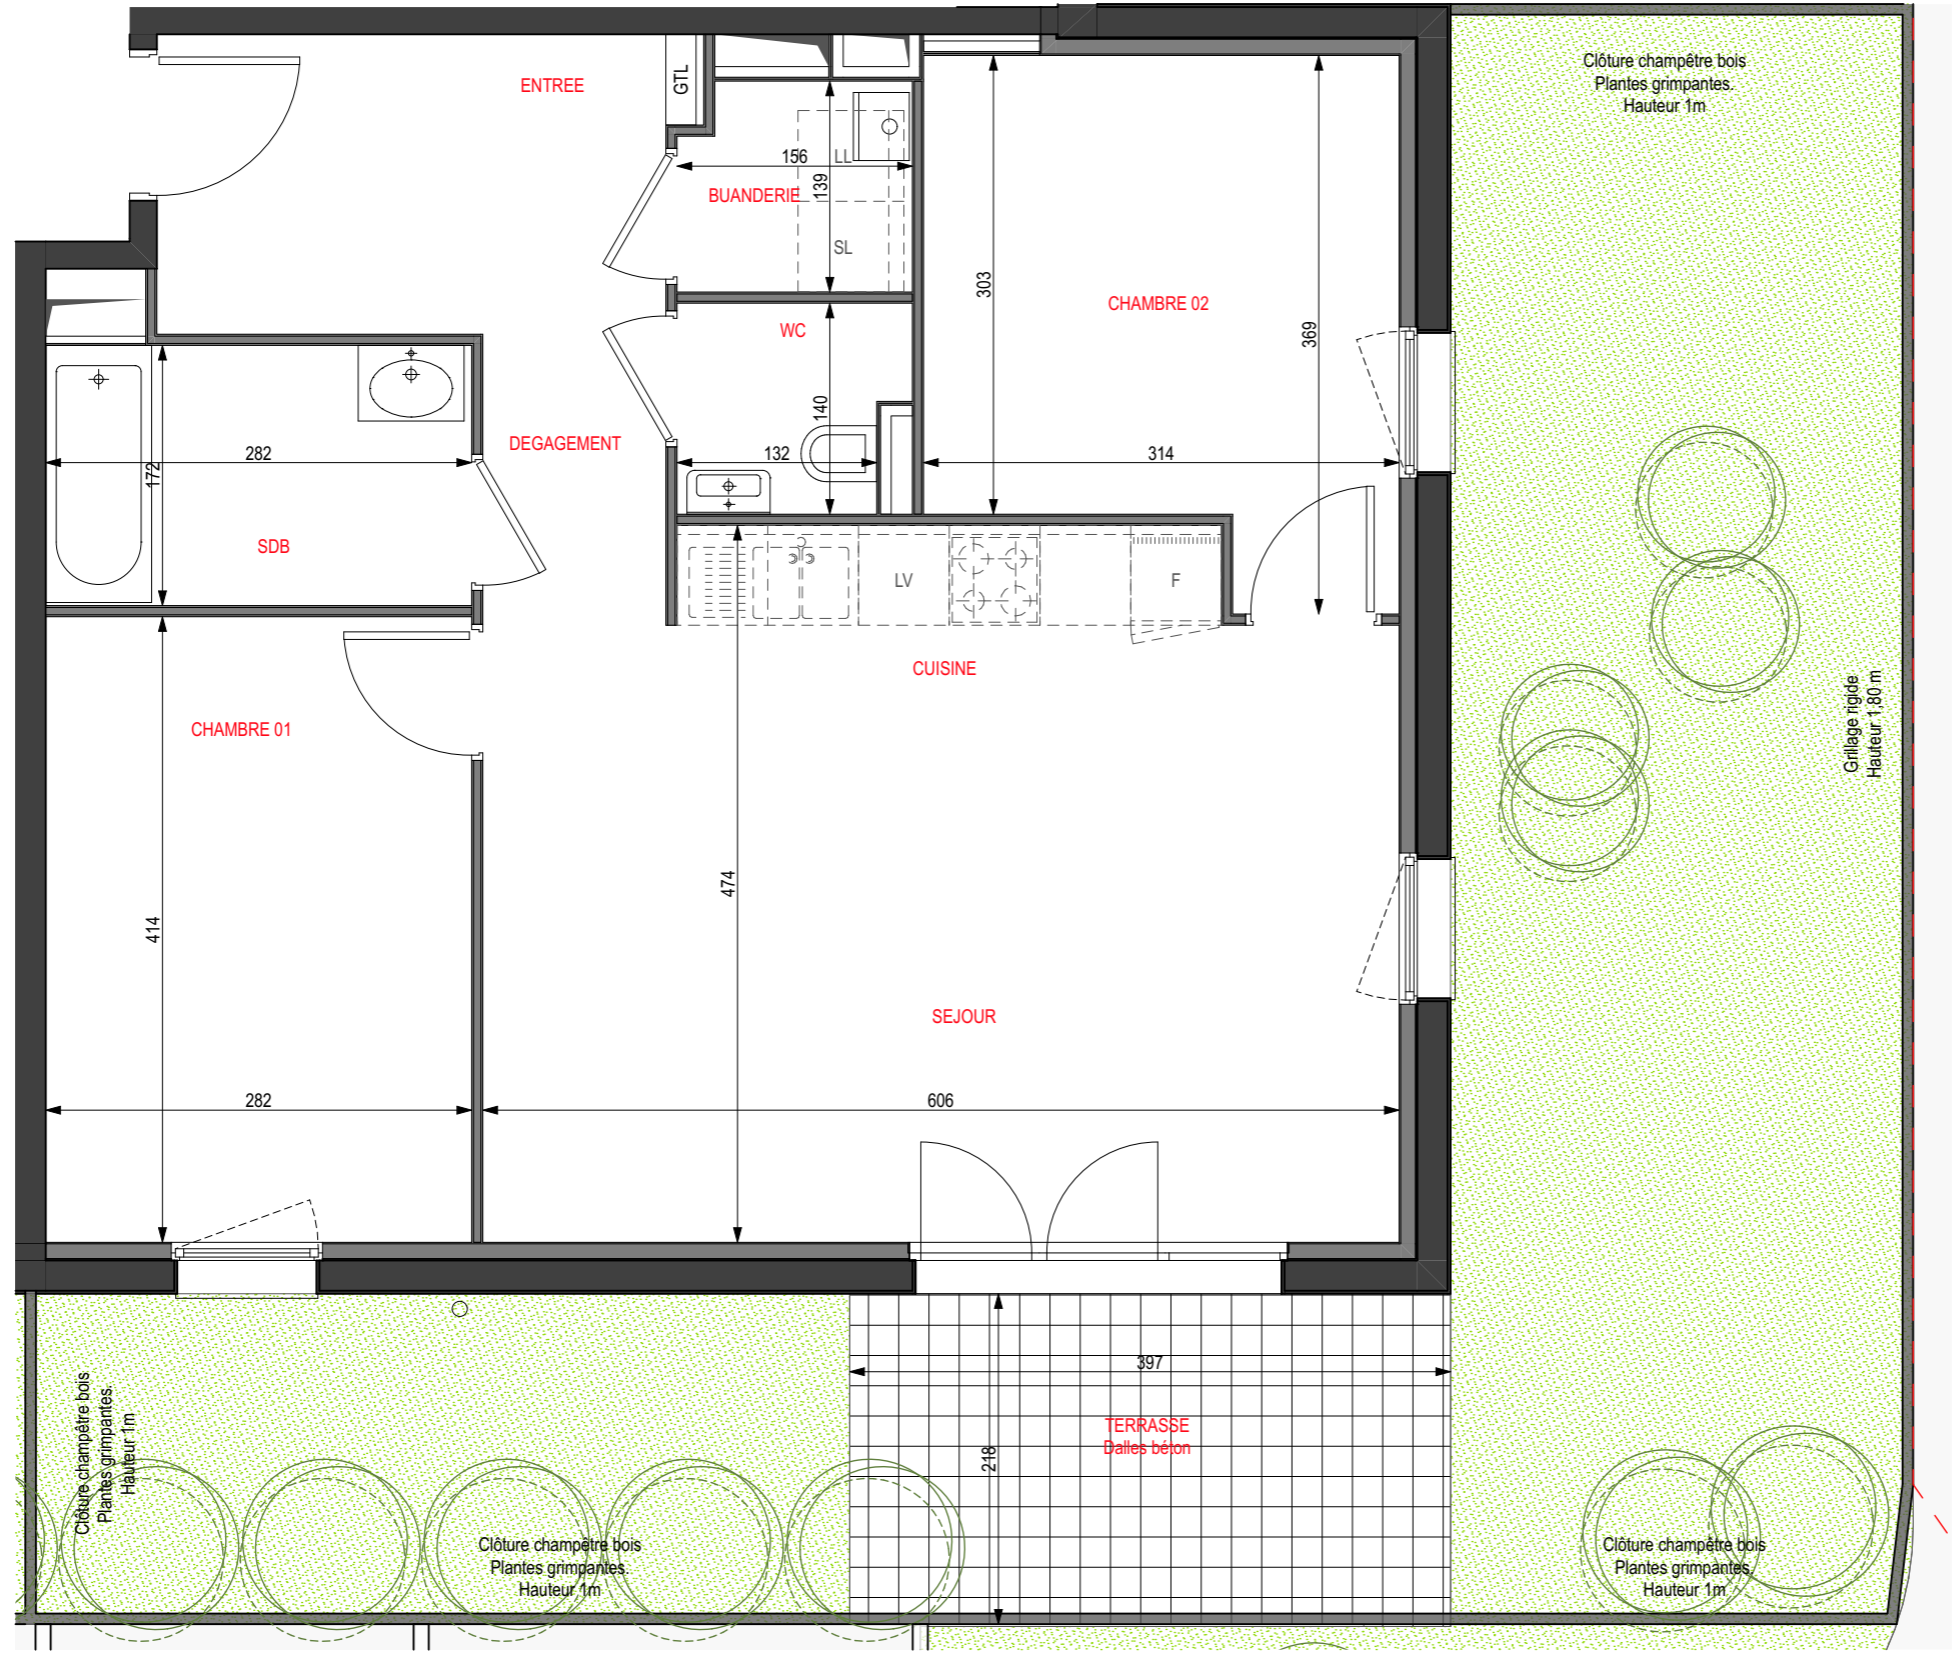 Clôture champêtre bois
Plantes grimpantes.
Hauteur 1m
ENTREE
GTL
156
LL
139
BUANDERIE
SL
303
CHAMBRE 02
369
WC
140
DEGAGEMENT
132
314
282
172
SDB
LV
F
CUISINE
CHAMBRE 01
Grillage rigide
Hauteur 1,80 m
474
414
SEJOUR
282
606
397
TERRASSE
Dalles béton
218
Clôture champêtre bois
Plantes grimpantes.
Hauteur 1m
Clôture champêtre bois
Plantes grimpantes.
Hauteur 1m
Clôture champêtre bois
Plantes grimpantes.
Hauteur 1m